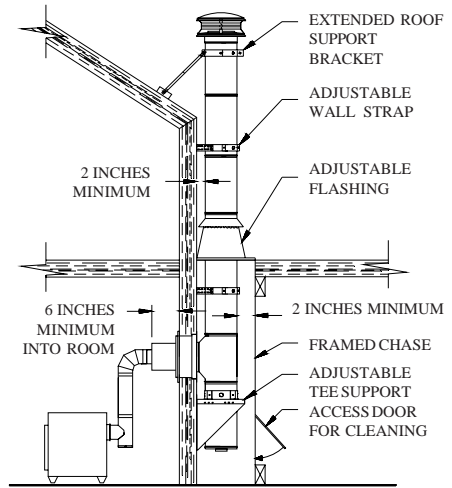 EXTENDED ROOF
SUPPORT
BRACKET
ADJUSTABLE
WALL STRAP
2 INCHES
MINIMUM
ADJUSTABLE
FLASHING
6 INCHES
MINIMUM
INTO ROOM
2 INCHES MINIMUM
FRAMED CHASE
ADJUSTABLE
TEE SUPPORT
ACCESS DOOR
FOR CLEANING